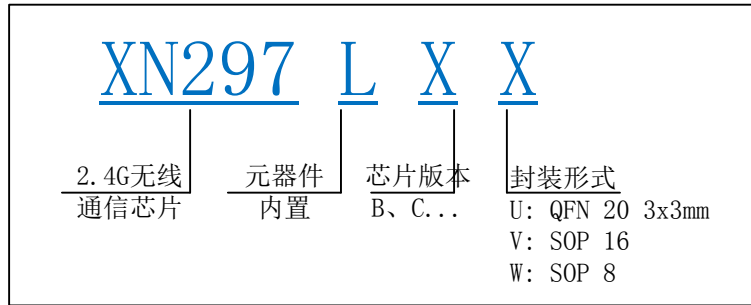 XN297 L X X
2.4G无线 元器件 芯片版本 封装形式
通信芯片 内置 B、C... U: QFN 20 3x3mm
V: SOP 16
W: SOP 8